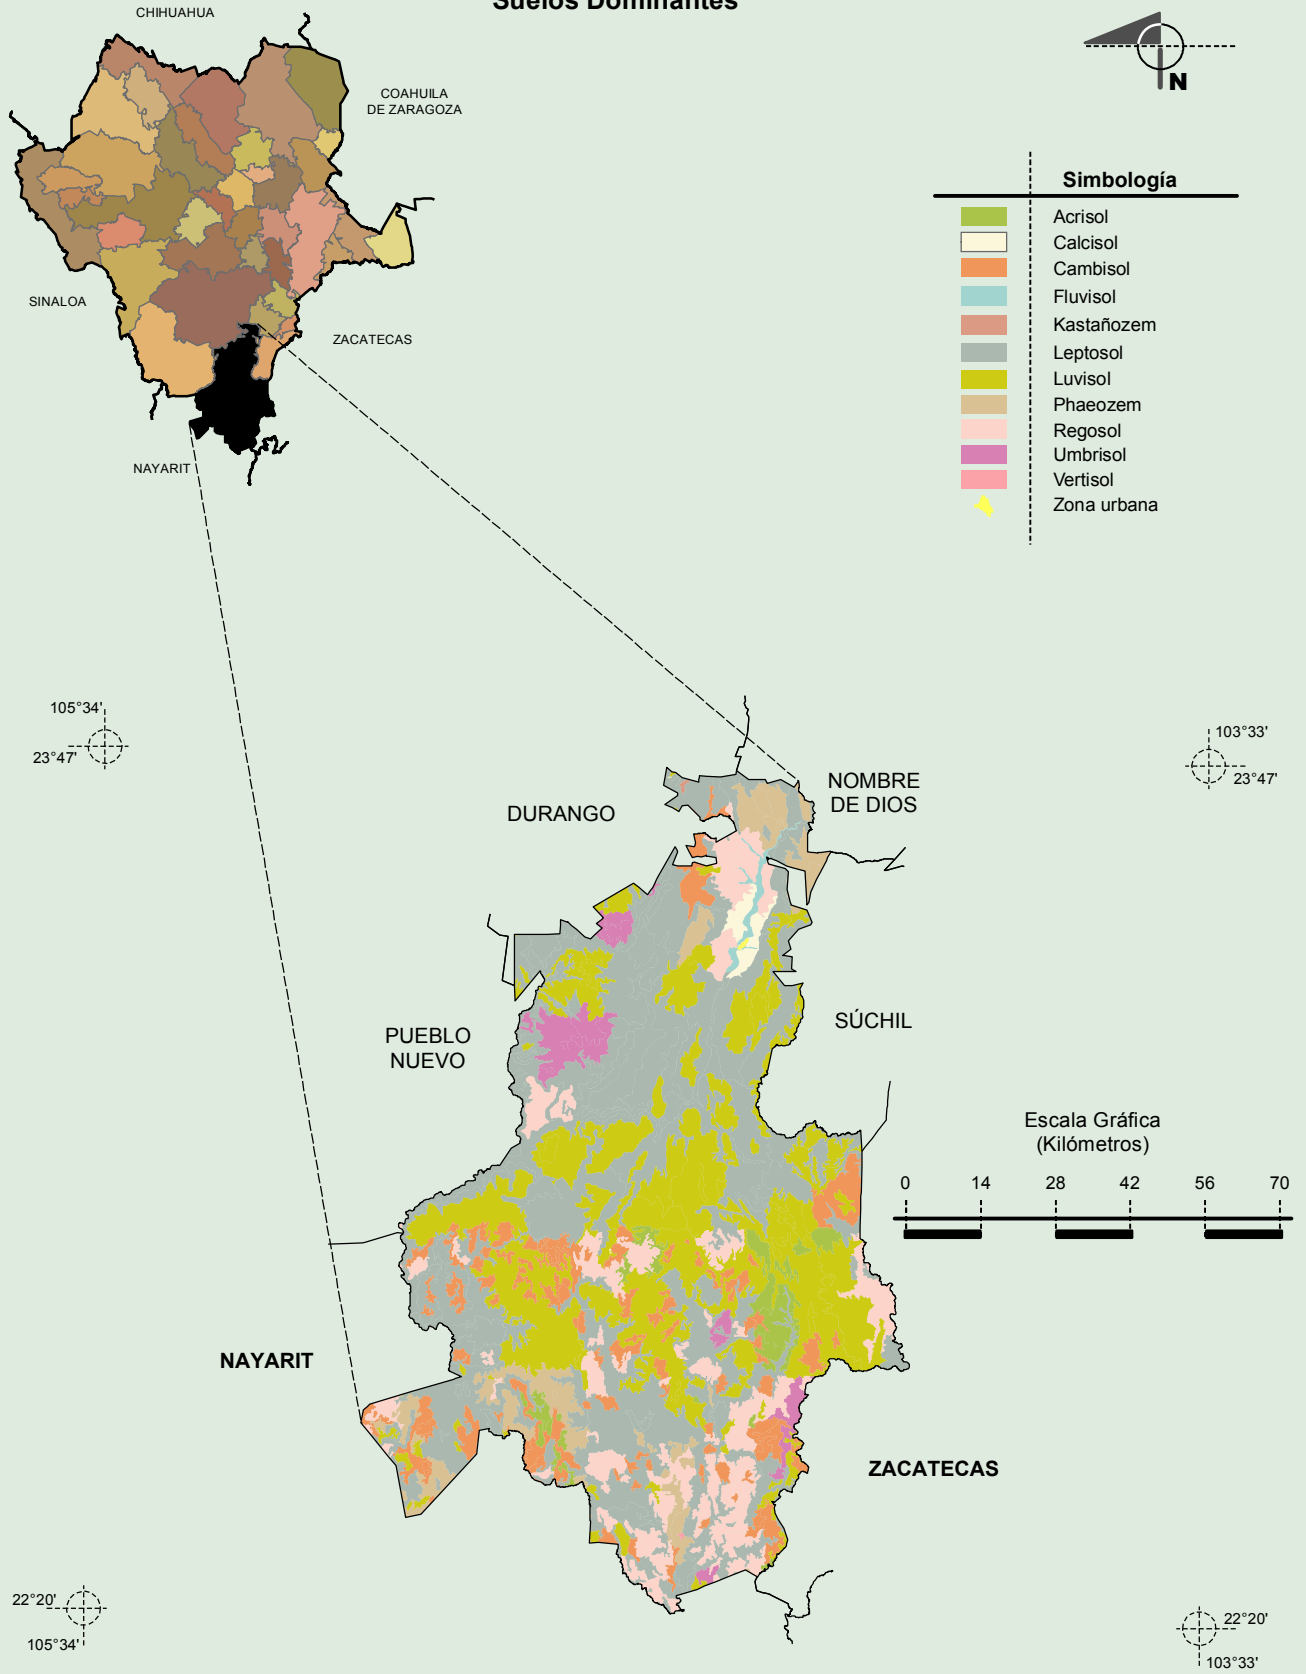 Suelos Dominantes
CHIHUAHUA
COAHUILA
DE ZARAGOZA
SINALOA
ZACATECAS
NAYARIT
N
Simbología
Acrisol
Calcisol
Cambisol
Fluvisol
Kastañozem
Leptosol
Luvisol
Phaeozem
Regosol
Umbrisol
Vertisol
Zona urbana
105°34'
23°47'
103°33'
23°47'
DURANGO
NOMBRE
DE DIOS
PUEBLO
NUEVO
SÚCHIL
Escala Gráfica
(Kilómetros)
0 14 28 42 56 70
NAYARIT
ZACATECAS
22°20'
105°34'
22°20'
103°33'